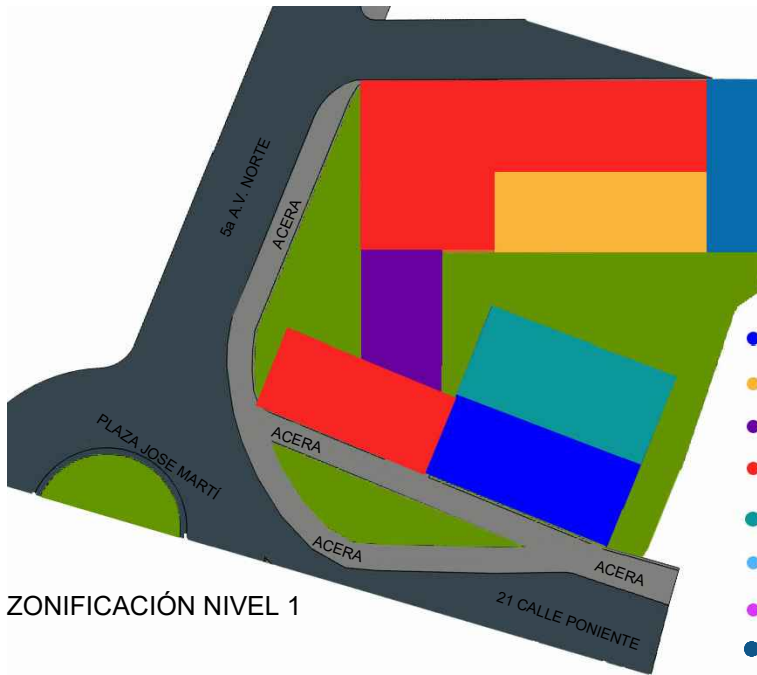 5a A.V. NORTE
ACERA
PLAZA JOSE MARTÍ
ACERA
ACERA
ACERA
21 CALLE PONIENTE
ZONIFICACIÓN NIVEL 1